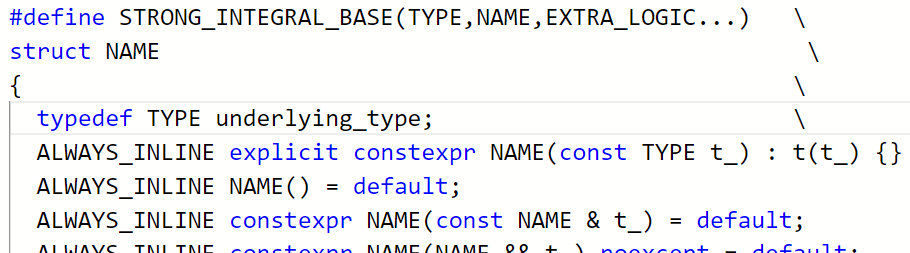 #define STRONG_INTEGRAL_BASE(TYPE,NAME,EXTRA_LOGIC...) \
struct NAME \
{ \
typedef TYPE underlying_type; \
ALWAYS_INLINE explicit constexpr NAME(const TYPE t_) : t(t_) {}
ALWAYS_INLINE NAME() = default;
ALWAYS_INLINE constexpr NAME(const NAME & t_) = default;
ALWAYS_INLINE constexpr NAME(NAME && t_) noexcept = default;